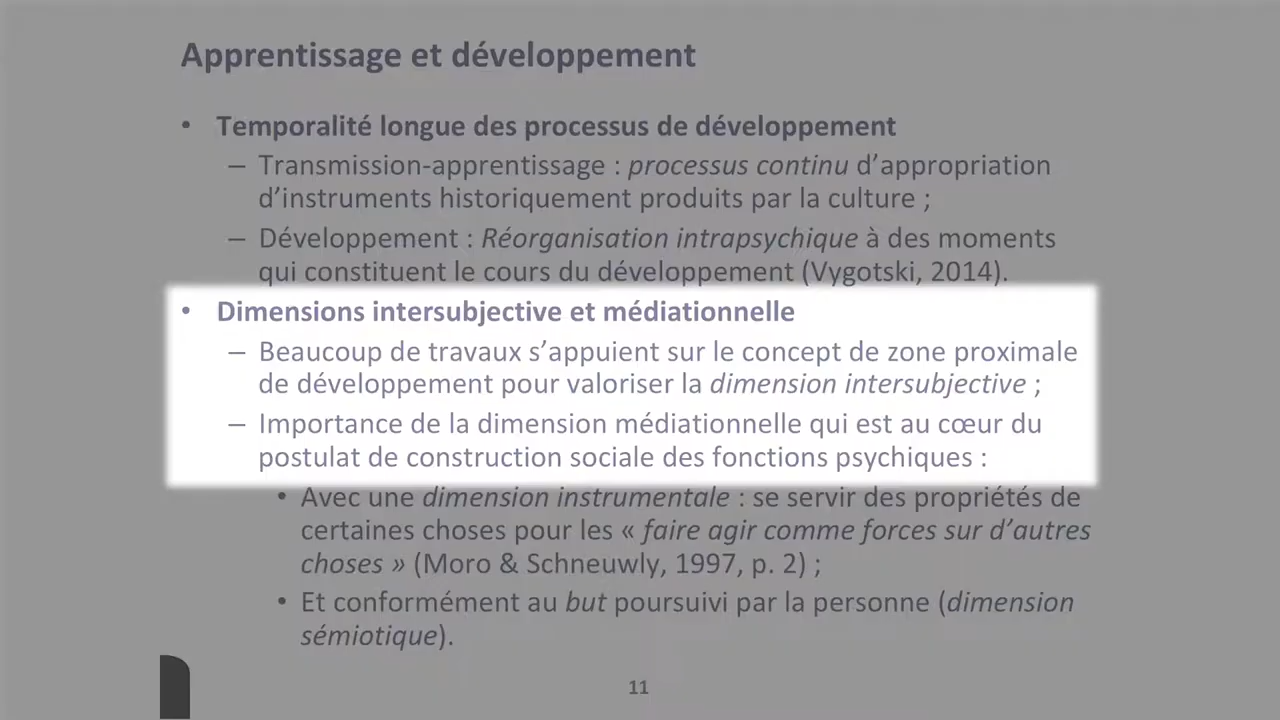 Apprentissage et développement
• Temporalité longue des processus de développement
– Transmission-apprentissage : processus continu d’appropriation
d’instruments historiquement produits par la culture ;
– Développement : Réorganisation intrapsychique à des moments
qui constituent le cours du développement (Vygotski, 2014).
• Dimensions intersubjective et médiationnelle
– Beaucoup de travaux s’appuient sur le concept de zone proximale
de développement pour valoriser la dimension intersubjective ;
– Importance de la dimension médiationnelle qui est au cœur du
postulat de construction sociale des fonctions psychiques :
• Avec une dimension instrumentale : se servir des propriétés de
certaines choses pour les « faire agir comme forces sur d’autres
choses » (Moro & Schneuwly, 1997, p. 2) ;
• Et conformément au but poursuivi par la personne (dimension
sémiotique).
11